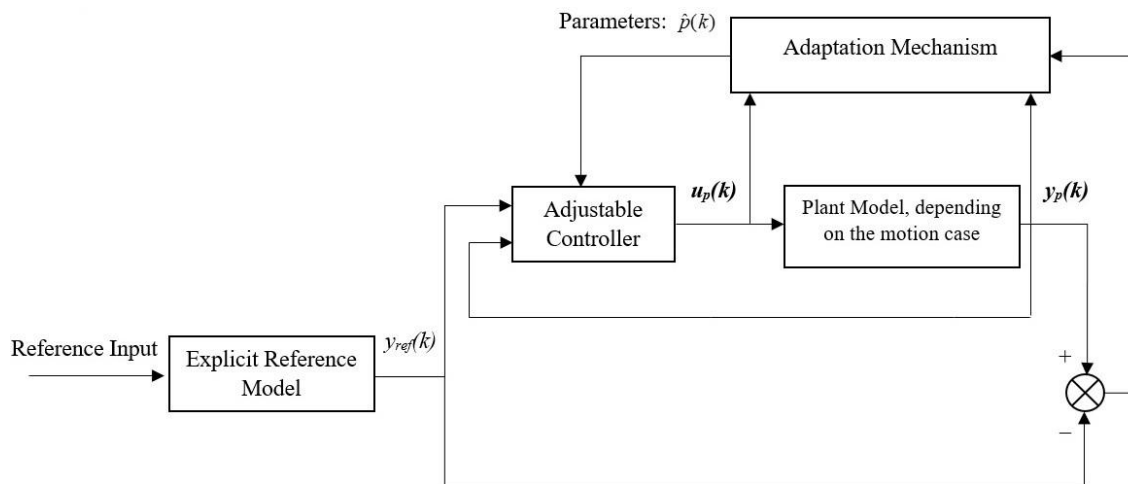 Parameters: p̂(k)
Adaptation Mechanism
Adjustable
Controller
u_p(k)
Plant Model, depending
on the motion case
y_p(k)
Reference Input
Explicit Reference
Model
y_ref(k)
+
−